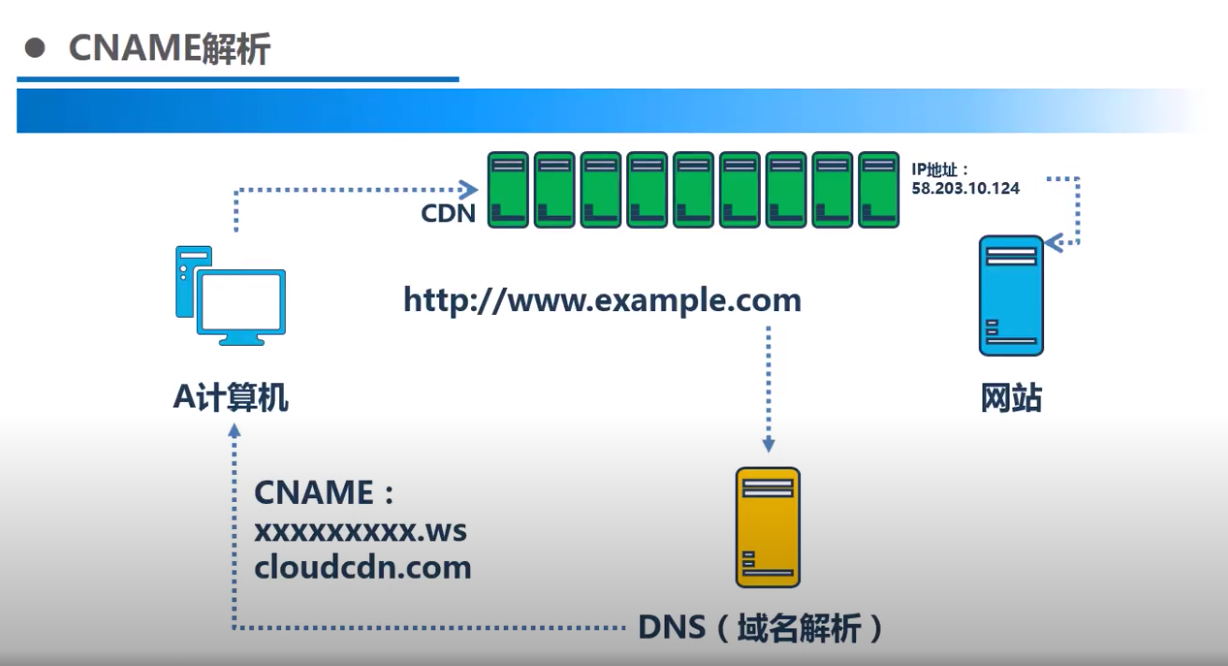 CNAME解析
IP地址：
58.203.10.124
CDN
http://www.example.com
A计算机
网站
CNAME：
xxxxxxxxx.ws
cloudcdn.com
DNS（域名解析）